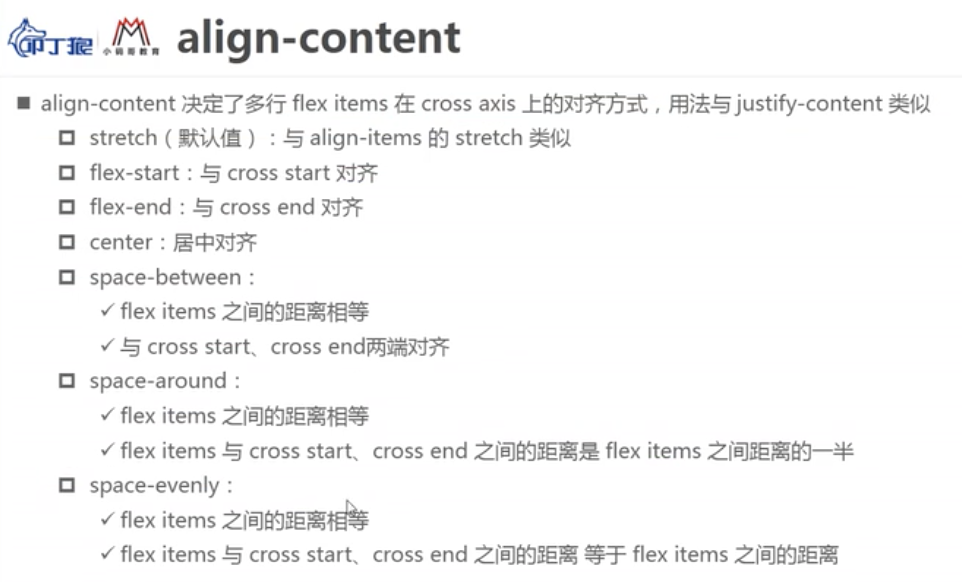 叩丁狼
小码哥教育
align-content
align-content 决定了多行 flex items 在 cross axis 上的对齐方式，用法与 justify-content 类似
stretch（默认值）：与 align-items 的 stretch 类似
flex-start：与 cross start 对齐
flex-end：与 cross end 对齐
center：居中对齐
space-between：
✓ flex items 之间的距离相等
✓ 与 cross start、cross end两端对齐
space-around：
✓ flex items 之间的距离相等
✓ flex items 与 cross start、cross end 之间的距离是 flex items 之间距离的一半
space-evenly：
✓ flex items 之间的距离相等
✓ flex items 与 cross start、cross end 之间的距离 等于 flex items 之间的距离